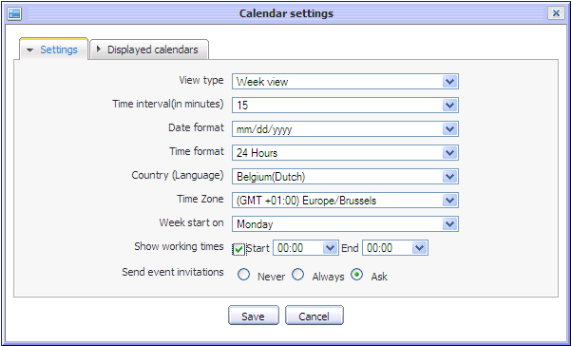 Calendar settings
Settings Displayed calendars
View type Week view
Time interval(in minutes) 15
Date format mm/dd/yyyy
Time format 24 Hours
Country (Language) Belgium(Dutch)
Time Zone (GMT +01:00) Europe/Brussels
Week start on Monday
Show working times Start 00:00 End 00:00
Send event invitations Never Always Ask
Save Cancel